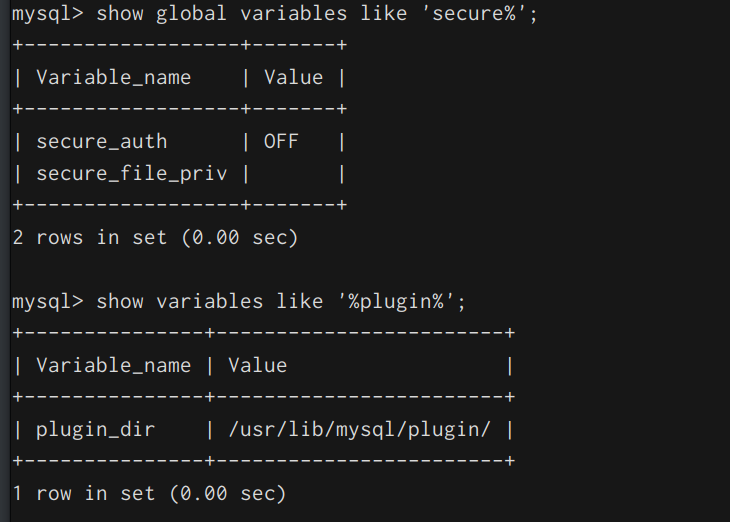 mysql> show global variables like 'secure%';
+------------------+-------+
| Variable_name    | Value |
+------------------+-------+
| secure_auth      | OFF   |
| secure_file_priv |       |
+------------------+-------+
2 rows in set (0.00 sec)

mysql> show variables like '%plugin%';
+---------------+------------------------+
| Variable_name | Value                  |
+---------------+------------------------+
| plugin_dir    | /usr/lib/mysql/plugin/ |
+---------------+------------------------+
1 row in set (0.00 sec)